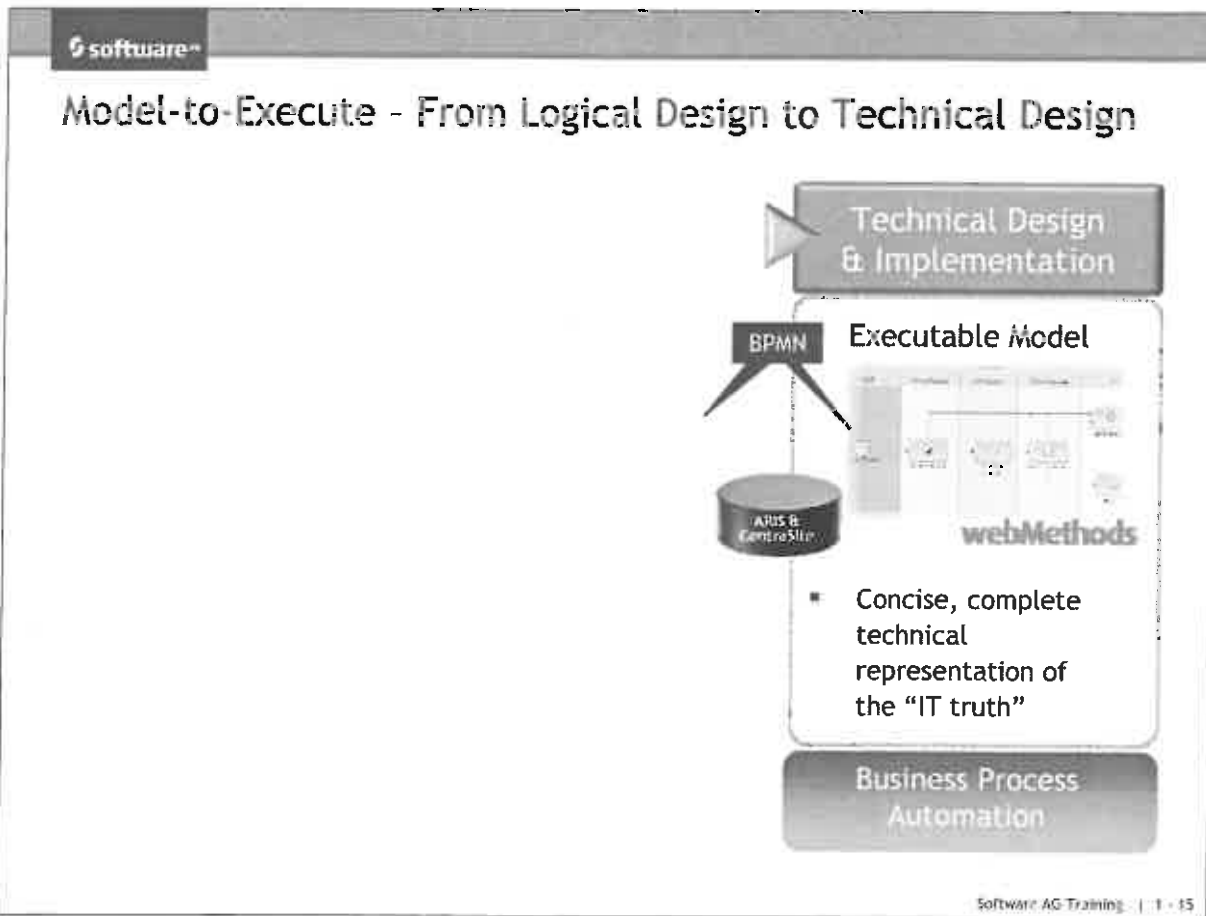 software AG
Model-to-Execute - From Logical Design to Technical Design
Technical Design
& Implementation
BPMN
Executable Model
ARIS &
CentraSite
webMethods
Concise, complete
technical
representation of
the “IT truth”
Business Process
Automation
Software AG Training | 1 - 15